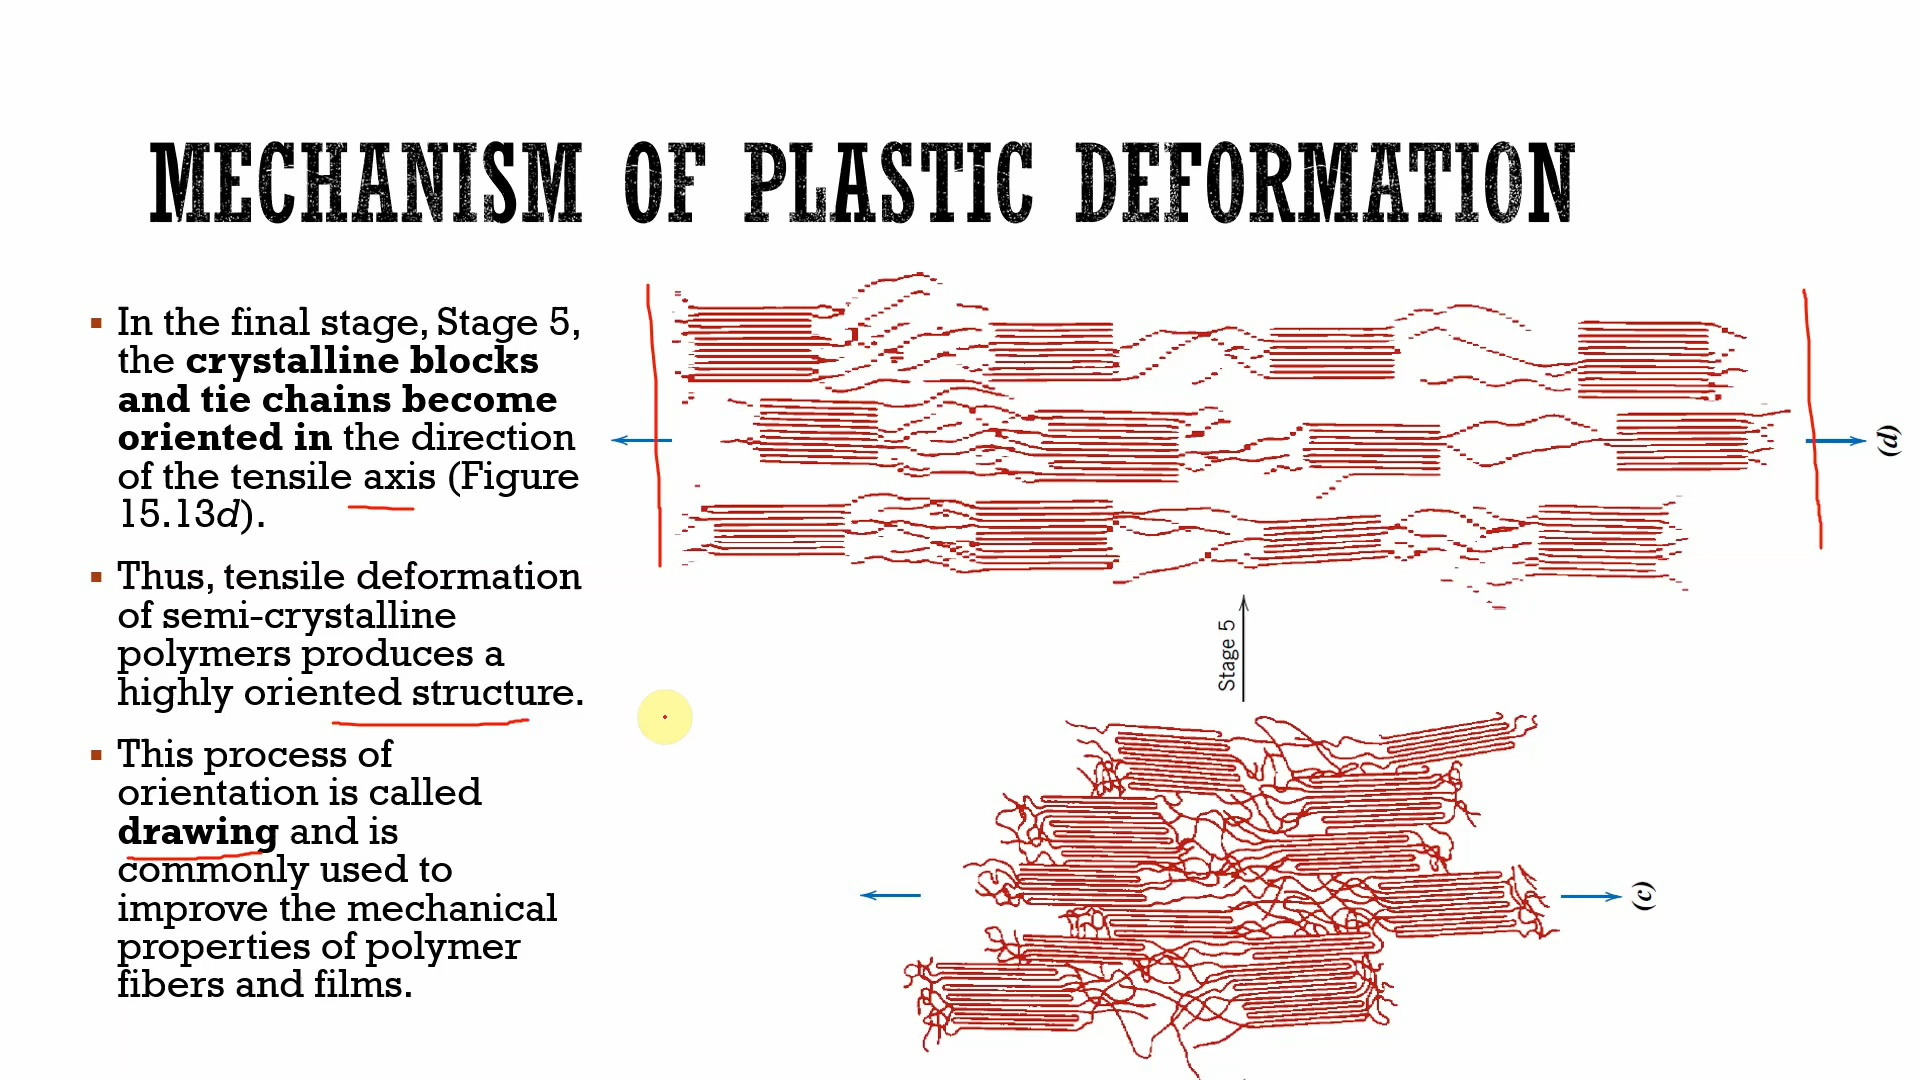 MECHANISM OF PLASTIC DEFORMATION
▪ In the final stage, Stage 5,
the crystalline blocks
and tie chains become
oriented in the direction
of the tensile axis (Figure
15.13d).
▪ Thus, tensile deformation
of semi-crystalline
polymers produces a
highly oriented structure.
▪ This process of
orientation is called
drawing and is
commonly used to
improve the mechanical
properties of polymer
fibers and films.
(d)
Stage 5
(c)